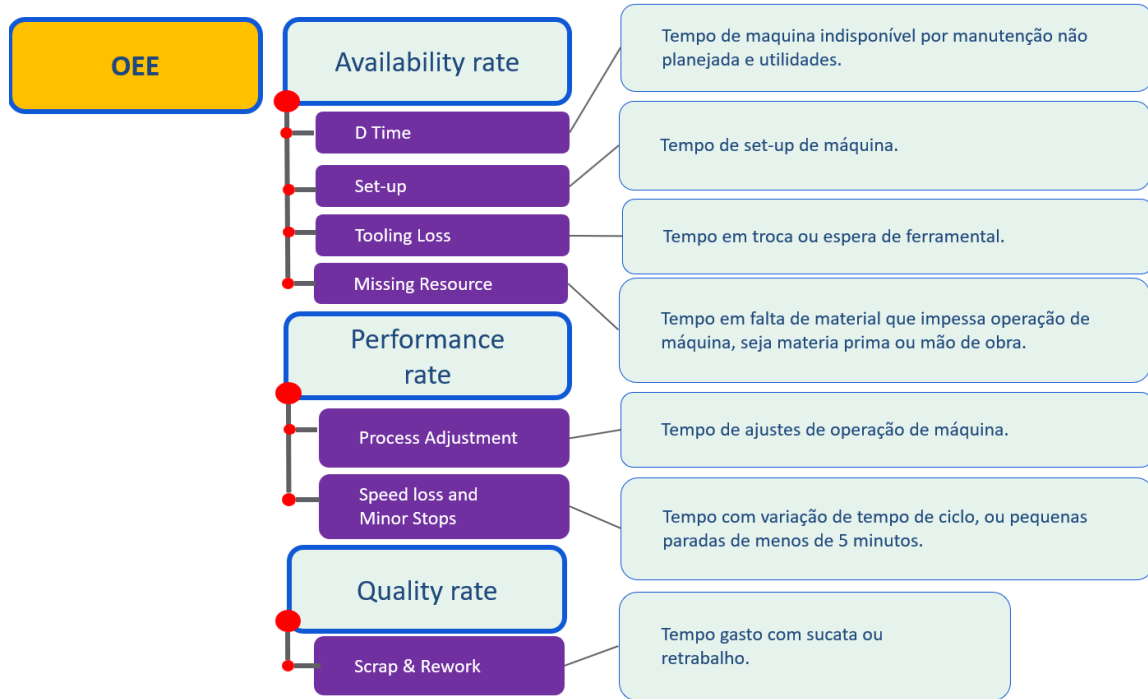 OEE
Availability rate
D Time
Tempo de maquina indisponível por manutenção não
planejada e utilidades.
Set-up
Tempo de set-up de máquina.
Tooling Loss
Tempo em troca ou espera de ferramental.
Missing Resource
Tempo em falta de material que impessa operação de
máquina, seja materia prima ou mão de obra.
Performance
rate
Process Adjustment
Tempo de ajustes de operação de máquina.
Speed loss and
Minor Stops
Tempo com variação de tempo de ciclo, ou pequenas
paradas de menos de 5 minutos.
Quality rate
Scrap & Rework
Tempo gasto com sucata ou
retrabalho.